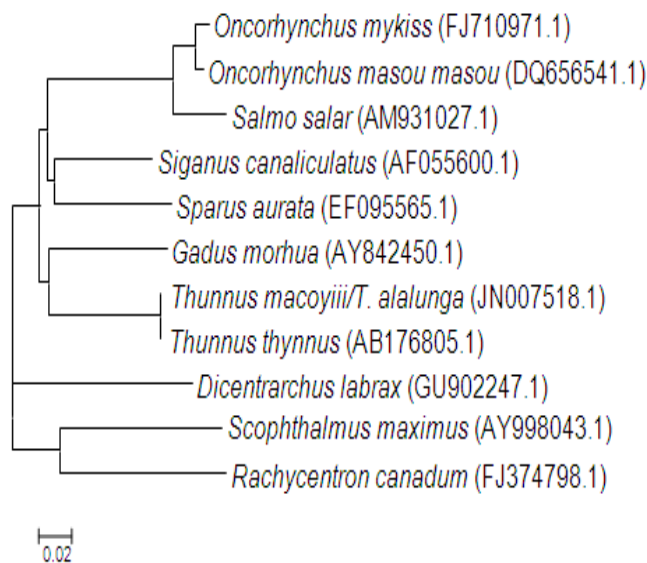 Oncorhynchus mykiss (FJ710971.1)
Oncorhynchus masou masou (DQ656541.1)
Salmo salar (AM931027.1)
Siganus canaliculatus (AF055600.1)
Sparus aurata (EF095565.1)
Gadus morhua (AY842450.1)
Thunnus macoyiii/T. alalunga (JN007518.1)
Thunnus thynnus (AB176805.1)
Dicentrarchus labrax (GU902247.1)
Scophthalmus maximus (AY998043.1)
Rachycentron canadum (FJ374798.1)
0.02